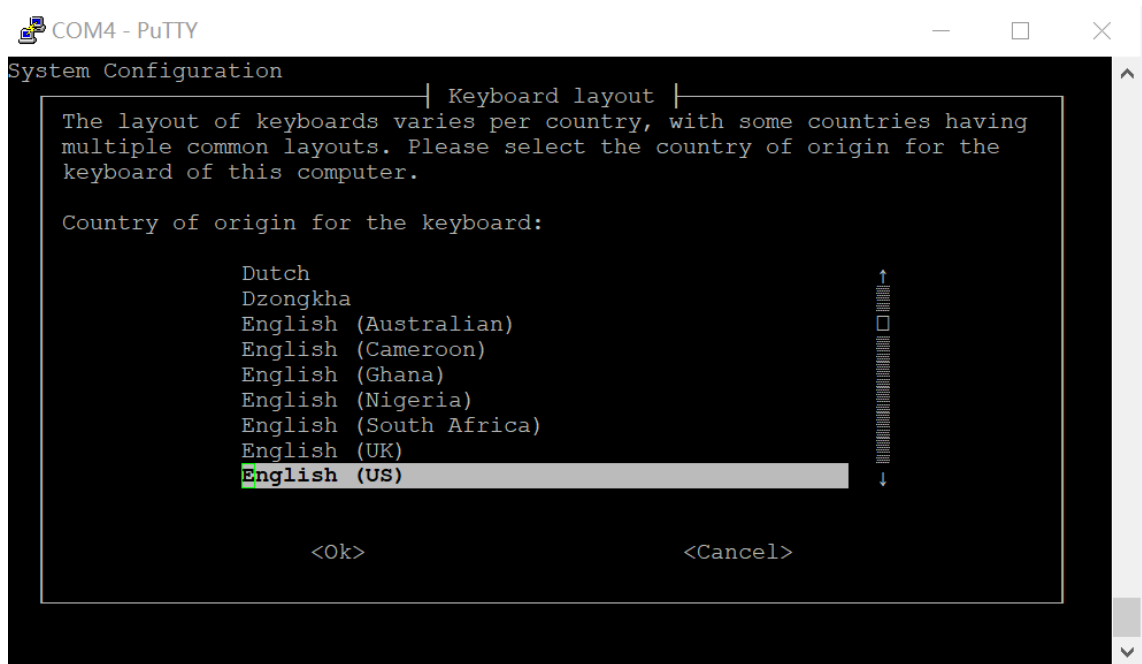 COM4 - PuTTY
System Configuration
Keyboard layout
The layout of keyboards varies per country, with some countries having
multiple common layouts. Please select the country of origin for the
keyboard of this computer.
Country of origin for the keyboard:
Dutch
Dzongkha
English (Australian)
English (Cameroon)
English (Ghana)
English (Nigeria)
English (South Africa)
English (UK)
English (US)
<Ok> <Cancel>